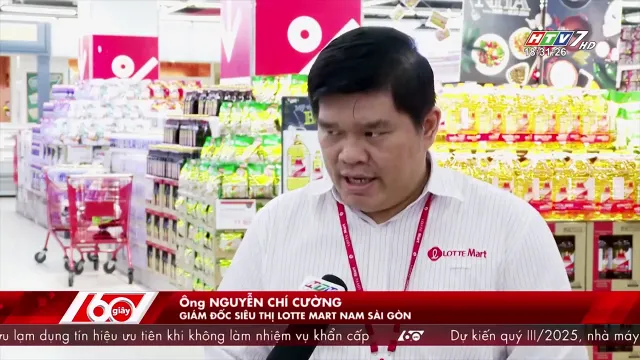 HTV7 HD
18:31:26
LOTTE Mart
60 giây
Ông NGUYỄN CHÍ CƯỜNG
GIÁM ĐỐC SIÊU THỊ LOTTE MART NAM SÀI GÒN
ưu lạm dụng tín hiệu ưu tiên khi không làm nhiệm vụ khẩn cấp
60
Dự kiến quý III/2025, nhà máy